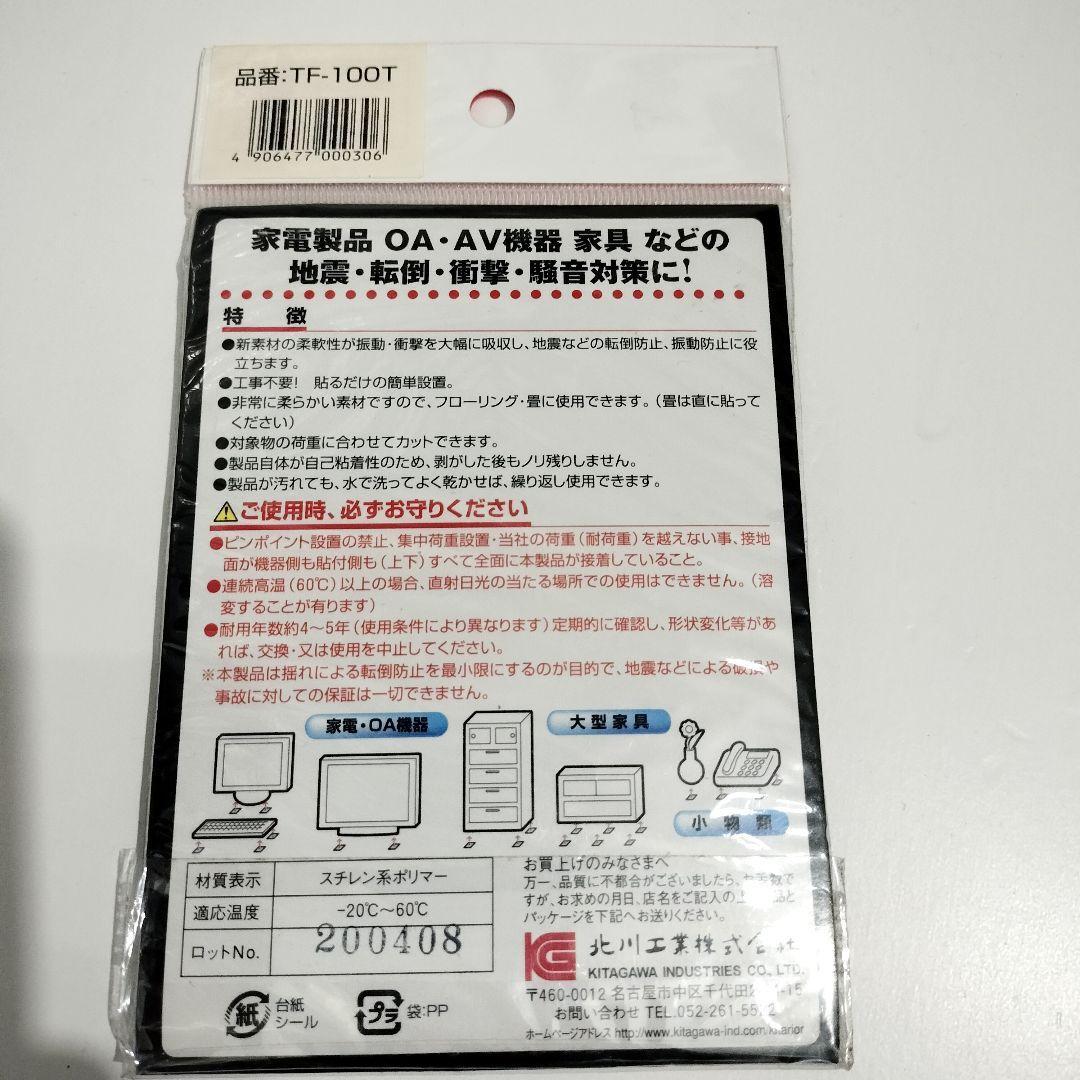 品番:TF-100T
4 906477 000306
家電製品 OA・AV機器 家具 などの
地震・転倒・衝撃・騒音対策に!
特 徴
●新素材の柔軟性が振動・衝撃を大幅に吸収し、地震などの転倒防止、振動防止に役
立ちます。
●工事不要! 貼るだけの簡単設置。
●非常に柔らかい素材ですので、フローリング・畳に使用できます。(畳は直に貼って
ください)
●対象物の荷重に合わせてカットできます。
●製品自体が自己粘着性のため、剥がした後もノリ残りしません。
●製品が汚れても、水で洗ってよく乾かせば、繰り返し使用できます。
⚠ご使用時、必ずお守りください
●ピンポイント設置の禁止、集中荷重設置・当社の荷重(耐荷重)を越えない事、接地
面が機器側も貼付側も(上下)すべて全面に本製品が接着していること。
●連続高温(60℃)以上の場合、直射日光の当たる場所での使用はできません。(溶
変することが有ります)
●耐用年数約4〜5年(使用条件により異なります)定期的に確認し、形状変化等があ
れば、交換・又は使用を中止してください。
※本製品は揺れによる転倒防止を最小限にするのが目的で、地震などによる破損や
事故に対しての保証は一切できません。
家電・OA機器
大型家具
小物類
材質表示 スチレン系ポリマー
適応温度 -20℃〜60℃
ロットNo. 200408
お買上げのみなさまへ
万一、品質に不都合がございましたら、お手数で
すが、お求めの月日、店名をご記入の上
パッケージを下記へお送りください。
KG 北川工業株式会社
KITAGAWA INDUSTRIES CO., LTD.
〒460-0012 名古屋市中区千代田
お問い合わせ TEL.052-261-
ホームページアドレス http://www.kitagawa-ind.com/
紙 台紙
シール
プラ 袋:PP